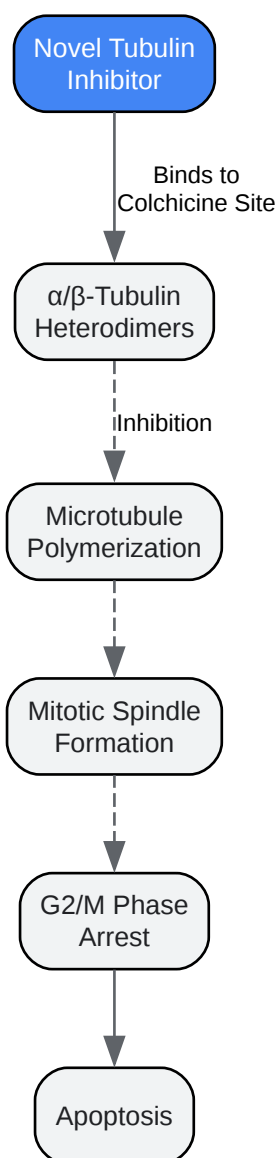 Novel Tubulin
Inhibitor
Binds to
Colchicine Site
α/β-Tubulin
Heterodimers
Inhibition
Microtubule
Polymerization
Mitotic Spindle
Formation
G2/M Phase
Arrest
Apoptosis